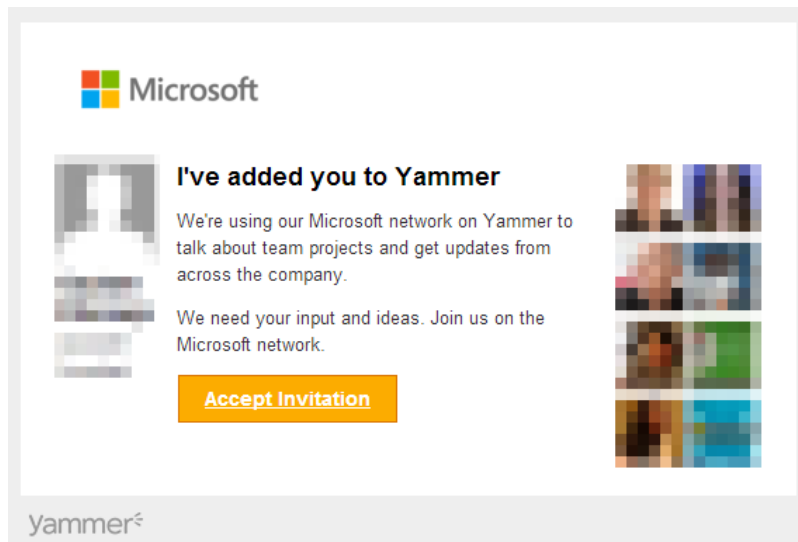 Microsoft
I've added you to Yammer
We're using our Microsoft network on Yammer to
talk about team projects and get updates from
across the company.
We need your input and ideas. Join us on the
Microsoft network.
Accept Invitation
yammer